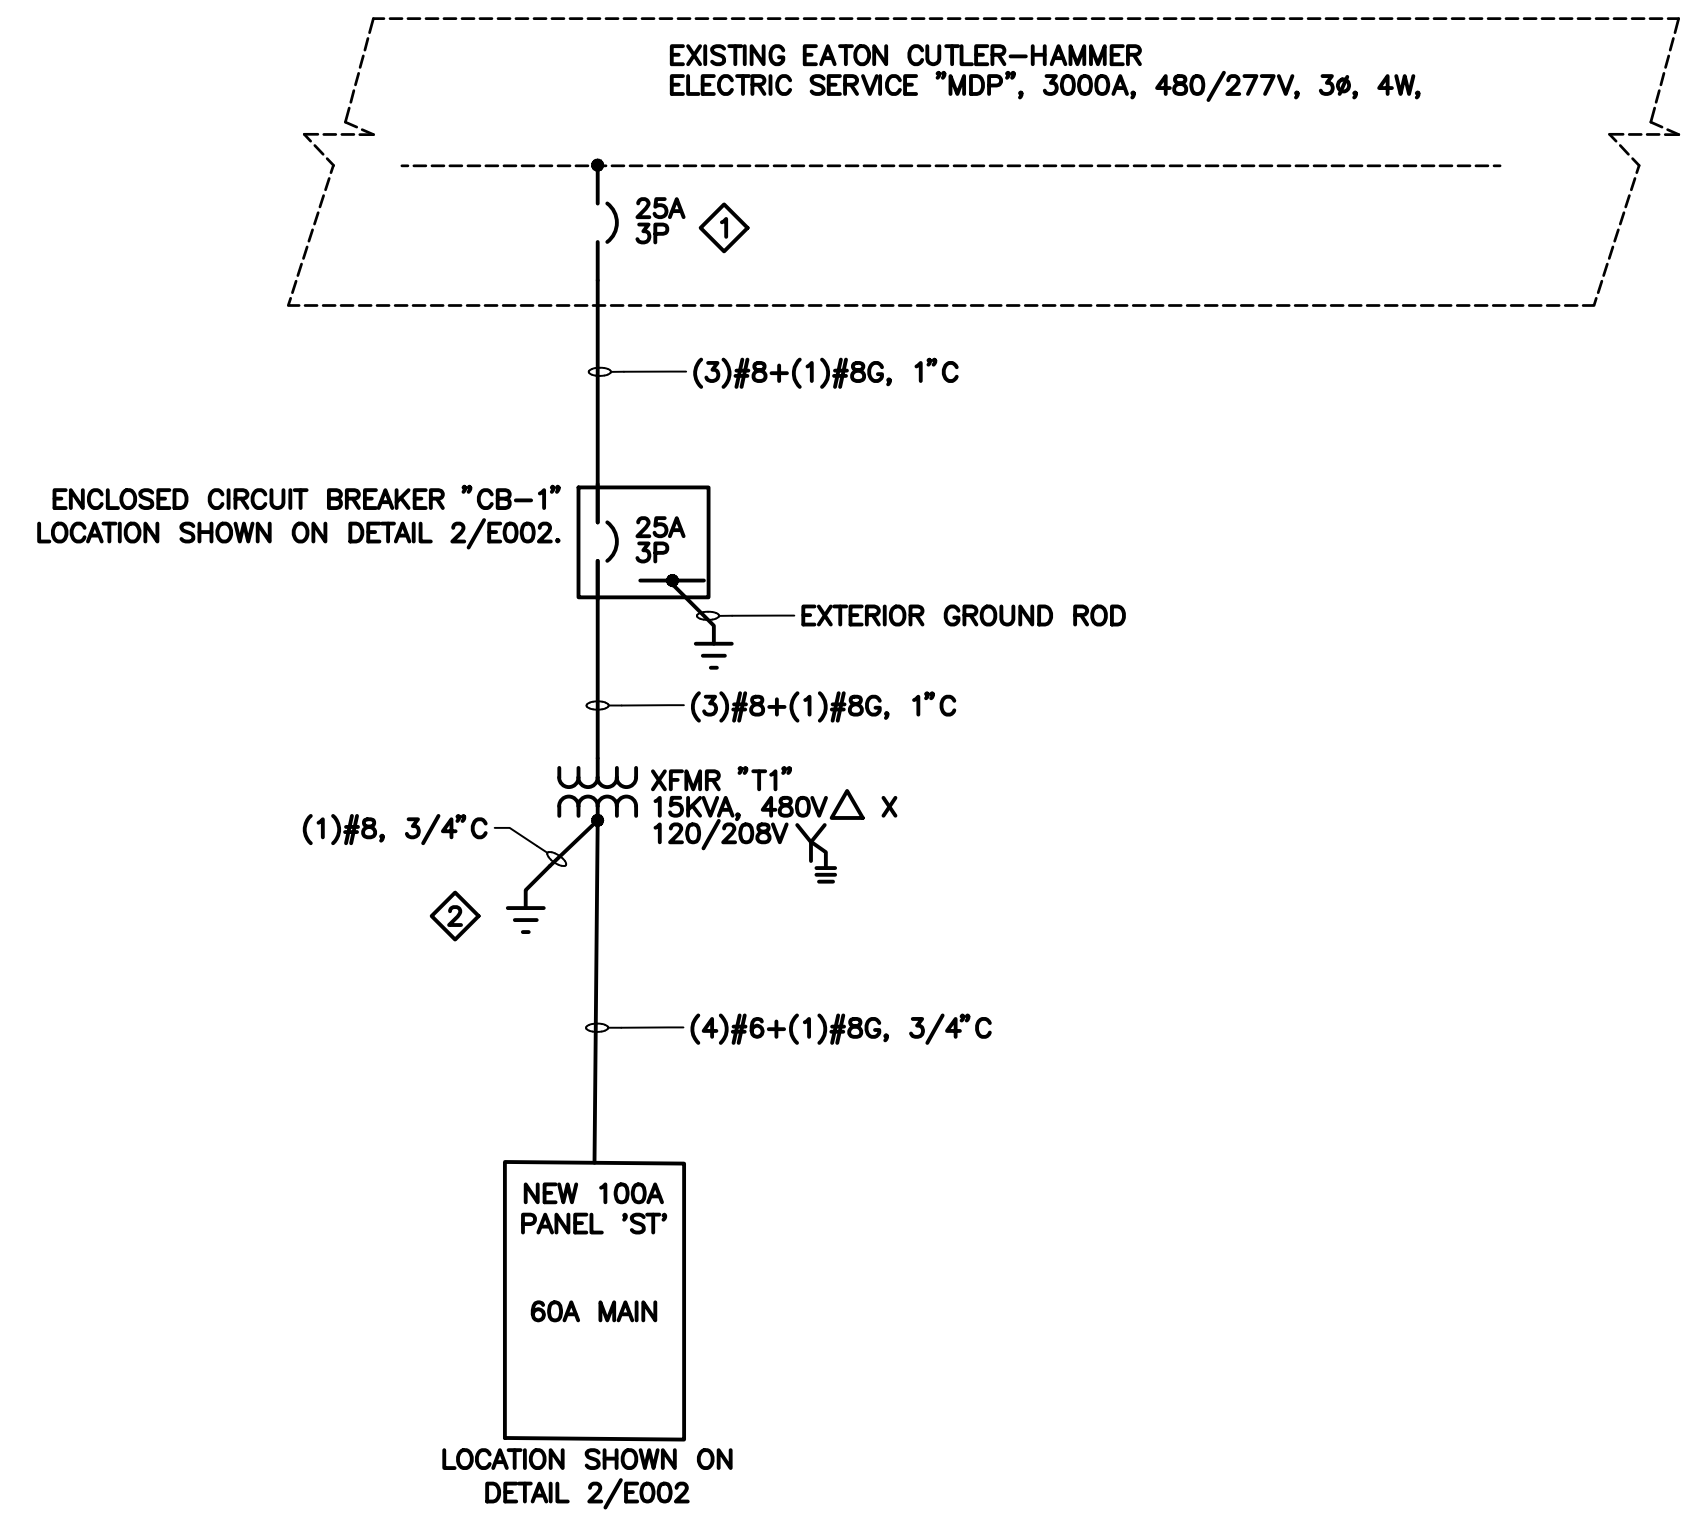 EXISTING EATON CUTLER-HAMMER
ELECTRIC SERVICE "MDP", 3000A, 480/277V, 3ø, 4W,
25A
3P
1
(3)#8+(1)#8G, 1"C
ENCLOSED CIRCUIT BREAKER "CB-1"
LOCATION SHOWN ON DETAIL 2/E002.
25A
3P
EXTERIOR GROUND ROD
(3)#8+(1)#8G, 1"C
XFMR "T1"
15KVA, 480V X
120/208V
(1)#8, 3/4"C
2
(4)#6+(1)#8G, 3/4"C
NEW 100A
PANEL 'ST'
60A MAIN
LOCATION SHOWN ON
DETAIL 2/E002